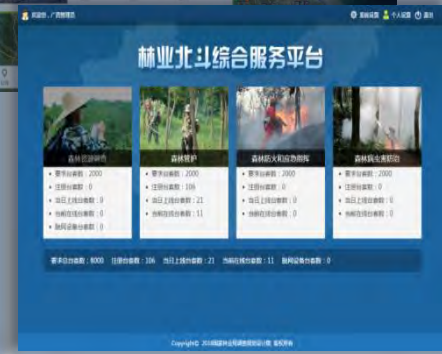 欢迎您，广西管理员
系统设置 个人设置 退出
林业北斗综合服务平台
森林资源调查
要求台套数：2000
注册台套数：0
当日上线台套数：0
当前在线台套数：0
脱网设备台套数：0
森林管护
要求台套数：2000
注册台套数：106
当日上线台套数：21
当前在线台套数：11
森林防火和应急指挥
要求台套数：2000
注册台套数：0
当日上线台套数：0
当前在线台套数：0
森林病虫害防治
要求台套数：2000
注册台套数：0
当日上线台套数：0
当前在线台套数：0
要求总台套数：8000 注册台套数：106 当日上线台套数：21 当前在线台套数：11 脱网设备台套数：0